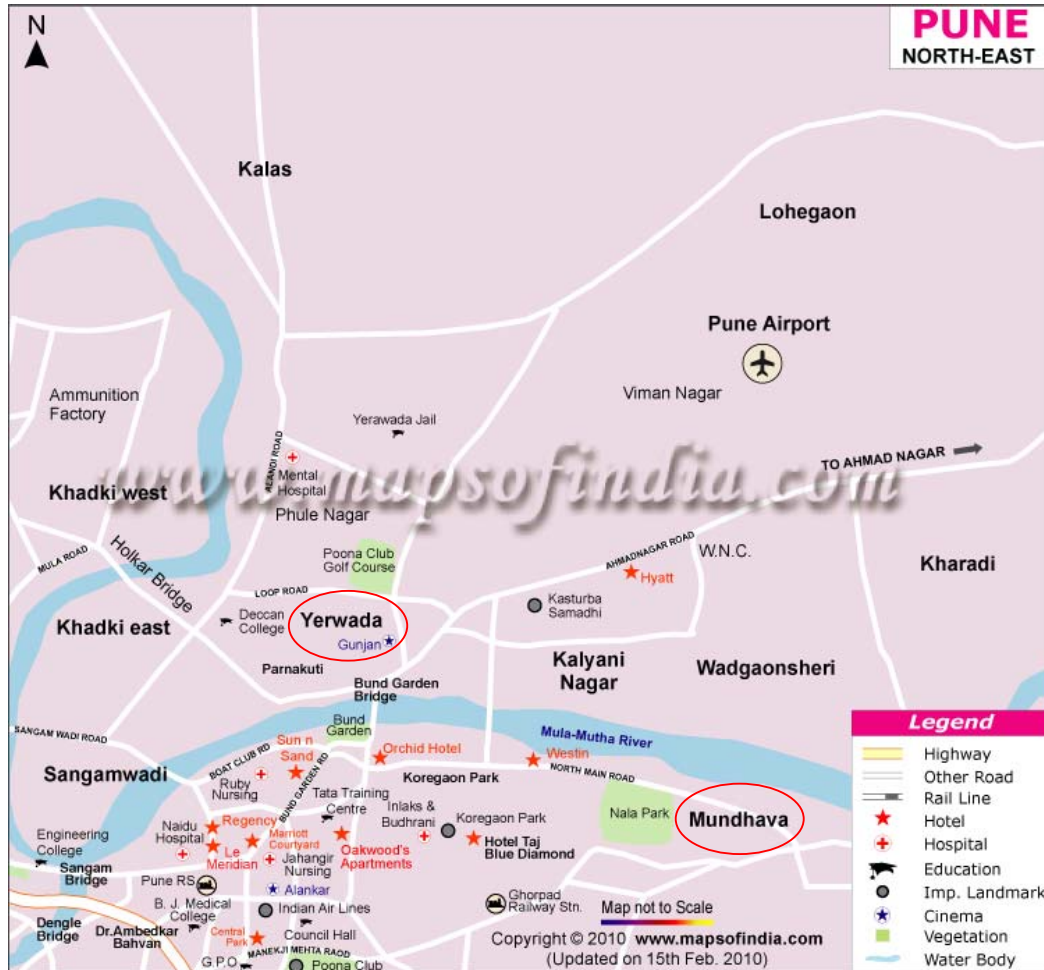 N
PUNE
NORTH-EAST
Kalas
Lohegaon
Pune Airport
Viman Nagar
Ammunition
Factory
Yerawada Jail
ALANDI ROAD
TO AHMAD NAGAR
Mental
Hospital
www.mapsofindia.com
Khadki west
Phule Nagar
MULA ROAD
Holkar Bridge
Poona Club
Golf Course
AHMADNAGAR ROAD
W.N.C.
Kharadi
Hyatt
LOOP ROAD
Kasturba
Samadhi
Khadki east
Deccan
College
Yerwada
Gunjan
Parnakuti
Kalyani
Nagar
Wadgaonsheri
Bund Garden
Bridge
SANGAM WADI ROAD
Bund
Garden
Mula-Mutha River
Sun n
Sand
Orchid Hotel
Westin
BOAT CLUB RD
Sangamwadi
Ruby
Nursing
BUND GARDEN RD
Koregaon Park
NORTH MAIN ROAD
Tata Training
Centre
Inlaks &
Budhrani
Koregaon Park
Nala Park
Mundhava
Naidu
Hospital
Regency
Marriott
Courtyard
Engineering
College
Le
Meridian
Jahangir
Nursing
Oakwood's
Apartments
Hotel Taj
Blue Diamond
Sangam
Bridge
Pune RS
Alankar
Ghorpad
Railway Stn.
B. J. Medical
College
Indian Air Lines
Dengle
Bridge
Dr.Ambedkar
Bahvan
Central
Park
Council Hall
MANEKJI MEHTA RAOD
G.P.O
Poona Club
Map not to Scale
Copyright © 2010 www.mapsofindia.com
(Updated on 15th Feb. 2010)
Legend
Highway
Other Road
Rail Line
Hotel
Hospital
Education
Imp. Landmark
Cinema
Vegetation
Water Body